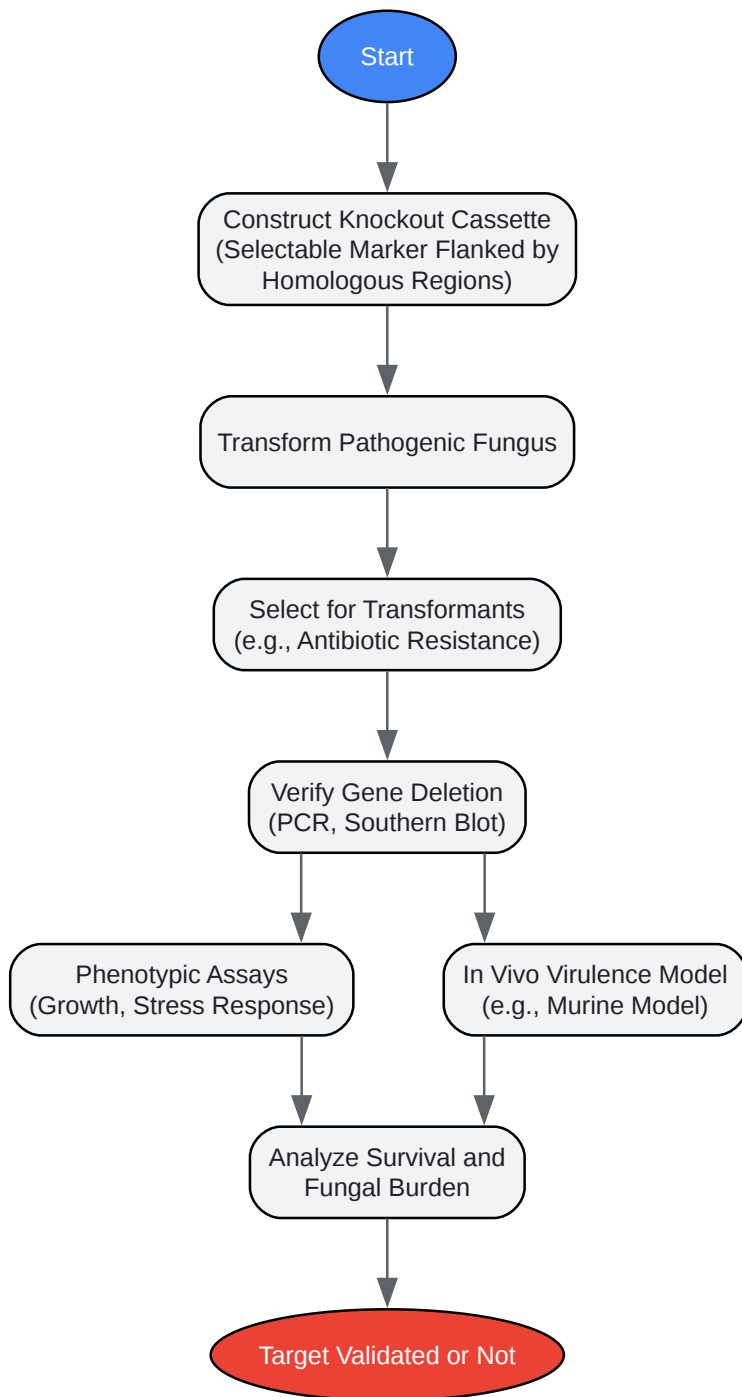 Start
Construct Knockout Cassette
(Selectable Marker Flanked by
Homologous Regions)
Transform Pathogenic Fungus
Select for Transformants
(e.g., Antibiotic Resistance)
Verify Gene Deletion
(PCR, Southern Blot)
Phenotypic Assays
(Growth, Stress Response)
In Vivo Virulence Model
(e.g., Murine Model)
Analyze Survival and
Fungal Burden
Target Validated or Not